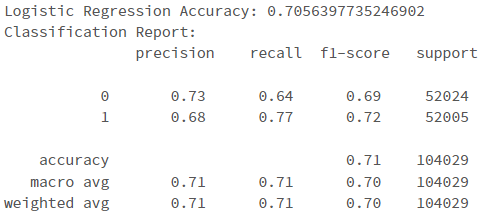 Logistic Regression Accuracy: 0.7056397735246902
Classification Report:
precision recall f1-score support
0 0.73 0.64 0.69 52024
1 0.68 0.77 0.72 52005
accuracy 0.71 104029
macro avg 0.71 0.71 0.70 104029
weighted avg 0.71 0.71 0.70 104029